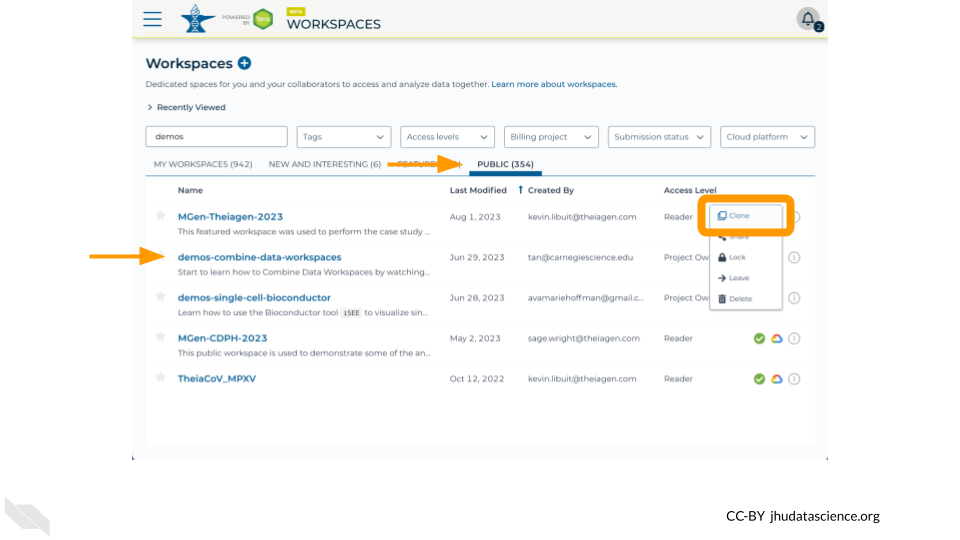 POWERED BY Terra
BETA
WORKSPACES
2
Workspaces
Dedicated spaces for you and your collaborators to access and analyze data together. Learn more about workspaces.
Recently Viewed
demos
Tags
Access levels
Billing project
Submission status
Cloud platform
MY WORKSPACES (942)
NEW AND INTERESTING (6)
PUBLIC (354)
Name
Last Modified
Created By
Access Level
MGen-Theiagen-2023
Aug 1, 2023
kevin.libuit@theiagen.com
Reader
This featured workspace was used to perform the case study ...
Clone
Share
Lock
Leave
Delete
demos-combine-data-workspaces
Jun 29, 2023
tan@carnegiescience.edu
Project Ow
Start to learn how to Combine Data Workspaces by watching...
demos-single-cell-bioconductor
Jun 28, 2023
avamariehoffman@gmail.c...
Project Ow
Learn how to use the Bioconductor tool iSEE to visualize sin...
MGen-CDPH-2023
May 2, 2023
sage.wright@theiagen.com
Reader
This public workspace is used to demonstrate some of the an...
TheiaCoV_MPXV
Oct 12, 2022
kevin.libuit@theiagen.com
Reader
CC-BY jhudatascience.org